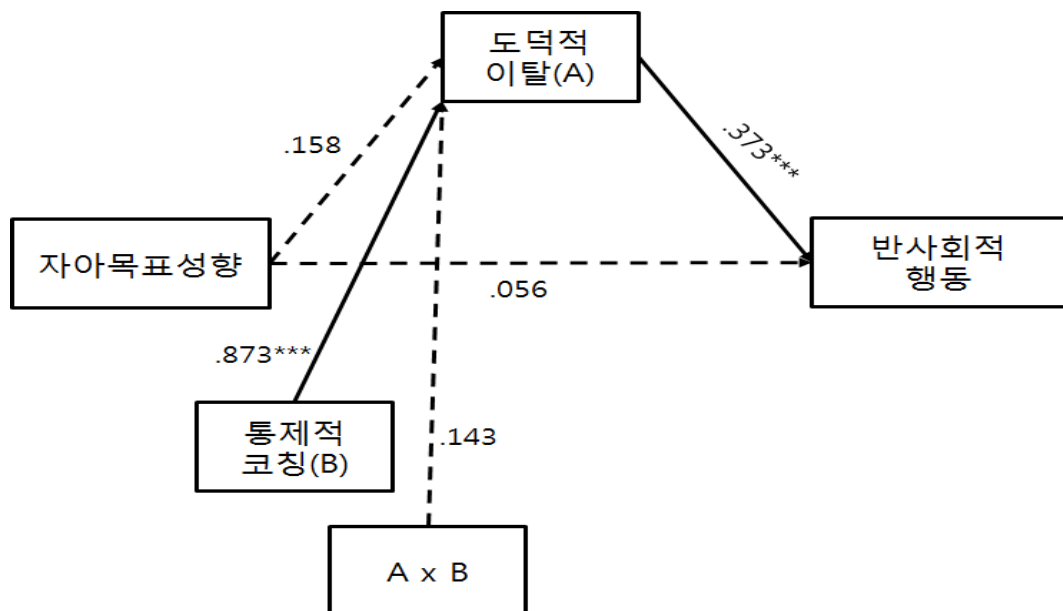 도덕적
이탈(A)
.158
.373***
자아목표성향
반사회적
행동
.056
.873***
통제적
코칭(B)
.143
A x B